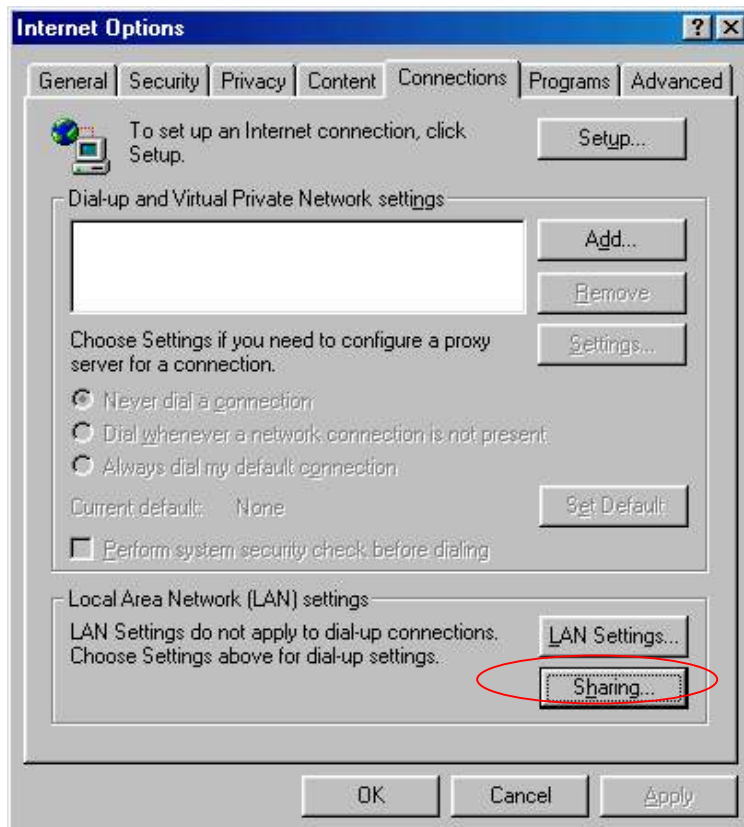 Internet Options
General Security Privacy Content Connections Programs Advanced
To set up an Internet connection, click
Setup.
Setup...
Dial-up and Virtual Private Network settings
Add...
Remove
Choose Settings if you need to configure a proxy
server for a connection.
Settings...
Never dial a connection
Dial whenever a network connection is not present
Always dial my default connection
Current default: None
Set Default
Perform system security check before dialing
Local Area Network (LAN) settings
LAN Settings do not apply to dial-up connections.
Choose Settings above for dial-up settings.
LAN Settings...
Sharing...
OK Cancel Apply